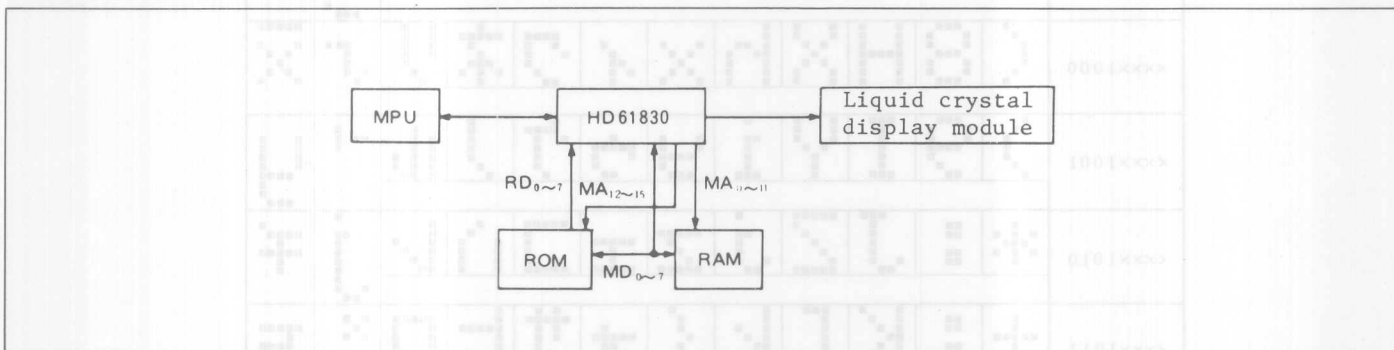 MPU
HD61830
Liquid crystal
display module
RD₀~₇
MA₁₂~₁₅
MA₀~₁₁
ROM
RAM
MD₀~₇